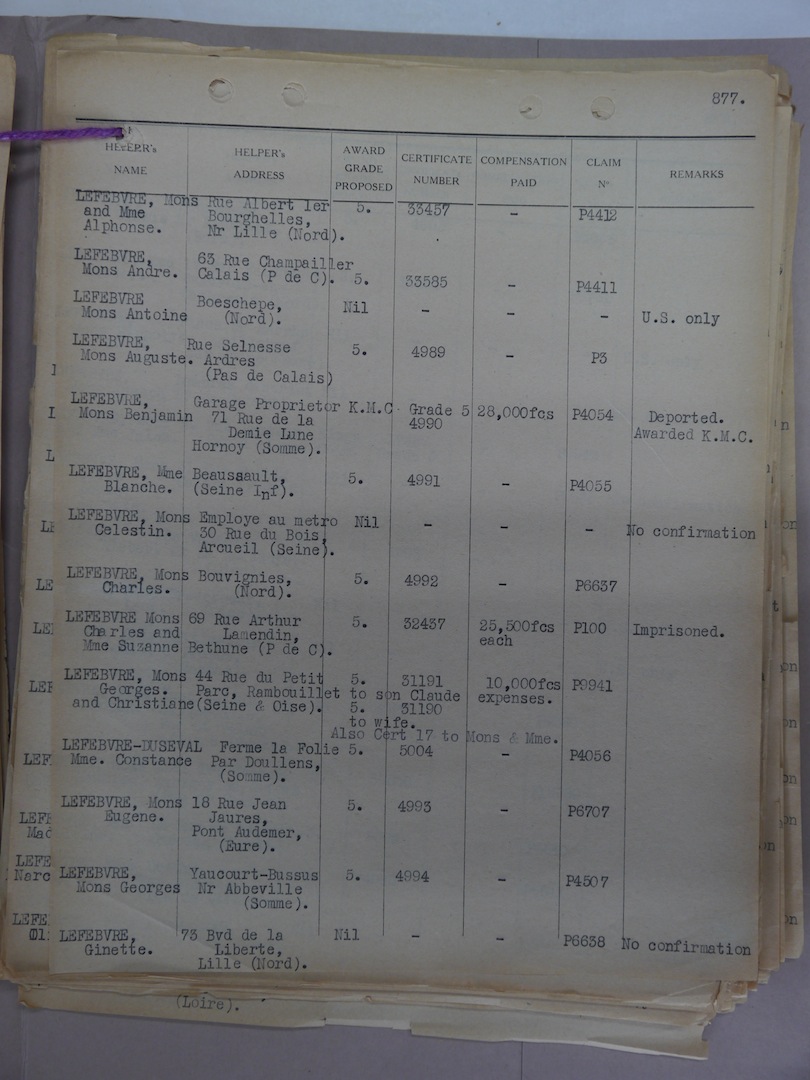 877.
HELPER's NAME | HELPER's ADDRESS | AWARD GRADE PROPOSED | CERTIFICATE NUMBER | COMPENSATION PAID | CLAIM Nº | REMARKS
LEFEBVRE, Mons Rue Albert 1er 5. 33457 - P4412
and Mme Bourghelles,
Alphonse. Nr Lille (Nord).
LEFEBVRE, 63 Rue Champailler
Mons Andre. Calais (P de C). 5. 33585 - P4411
LEFEBVRE Boeschepe, Nil - - -
Mons Antoine (Nord). U.S. only
LEFEBVRE, Rue Selnesse 5. 4989 - P3
Mons Auguste. Ardres
(Pas de Calais)
LEFEBVRE, Garage Proprietor K.M.C. Grade 5 28,000fcs P4054 Deported.
Mons Benjamin 71 Rue de la 4990
Demie Lune Awarded K.M.C.
Hornoy (Somme).
LEFEBVRE, Mme Beaussault, 5. 4991 - P4055
Blanche. (Seine Inf).
LEFEBVRE, Mons Employe au metro Nil - - - No confirmation
Celestin. 30 Rue du Bois,
Arcueil (Seine).
LEFEBVRE, Mons Bouvignies, 5. 4992 - P6637
Charles. (Nord).
LEFEBVRE Mons 69 Rue Arthur 5. 32437 25,500fcs P100 Imprisoned.
Charles and Lamendin, each
Mme Suzanne Bethune (P de C).
LEFEBVRE, Mons 44 Rue du Petit 5. 31191 10,000fcs P9941
Georges. Parc, Rambouillet to son Claude expenses.
and Christiane (Seine & Oise). 5. 31190
to wife.
Also Cert 17 to Mons & Mme.
LEFEBVRE-DUSEVAL Ferme la Folie 5. 5004 - P4056
Mme. Constance Par Doullens,
(Somme).
LEFEBVRE, Mons 18 Rue Jean 5. 4993 - P6707
Eugene. Jaures,
Pont Audemer,
(Eure).
LEFEBVRE, Yaucourt-Bussus 5. 4994 - P4507
Mons Georges Nr Abbeville
(Somme).
LEFEBVRE, 73 Bvd de la Nil - - P6638 No confirmation
Ginette. Liberte,
Lille (Nord).
(Loire).